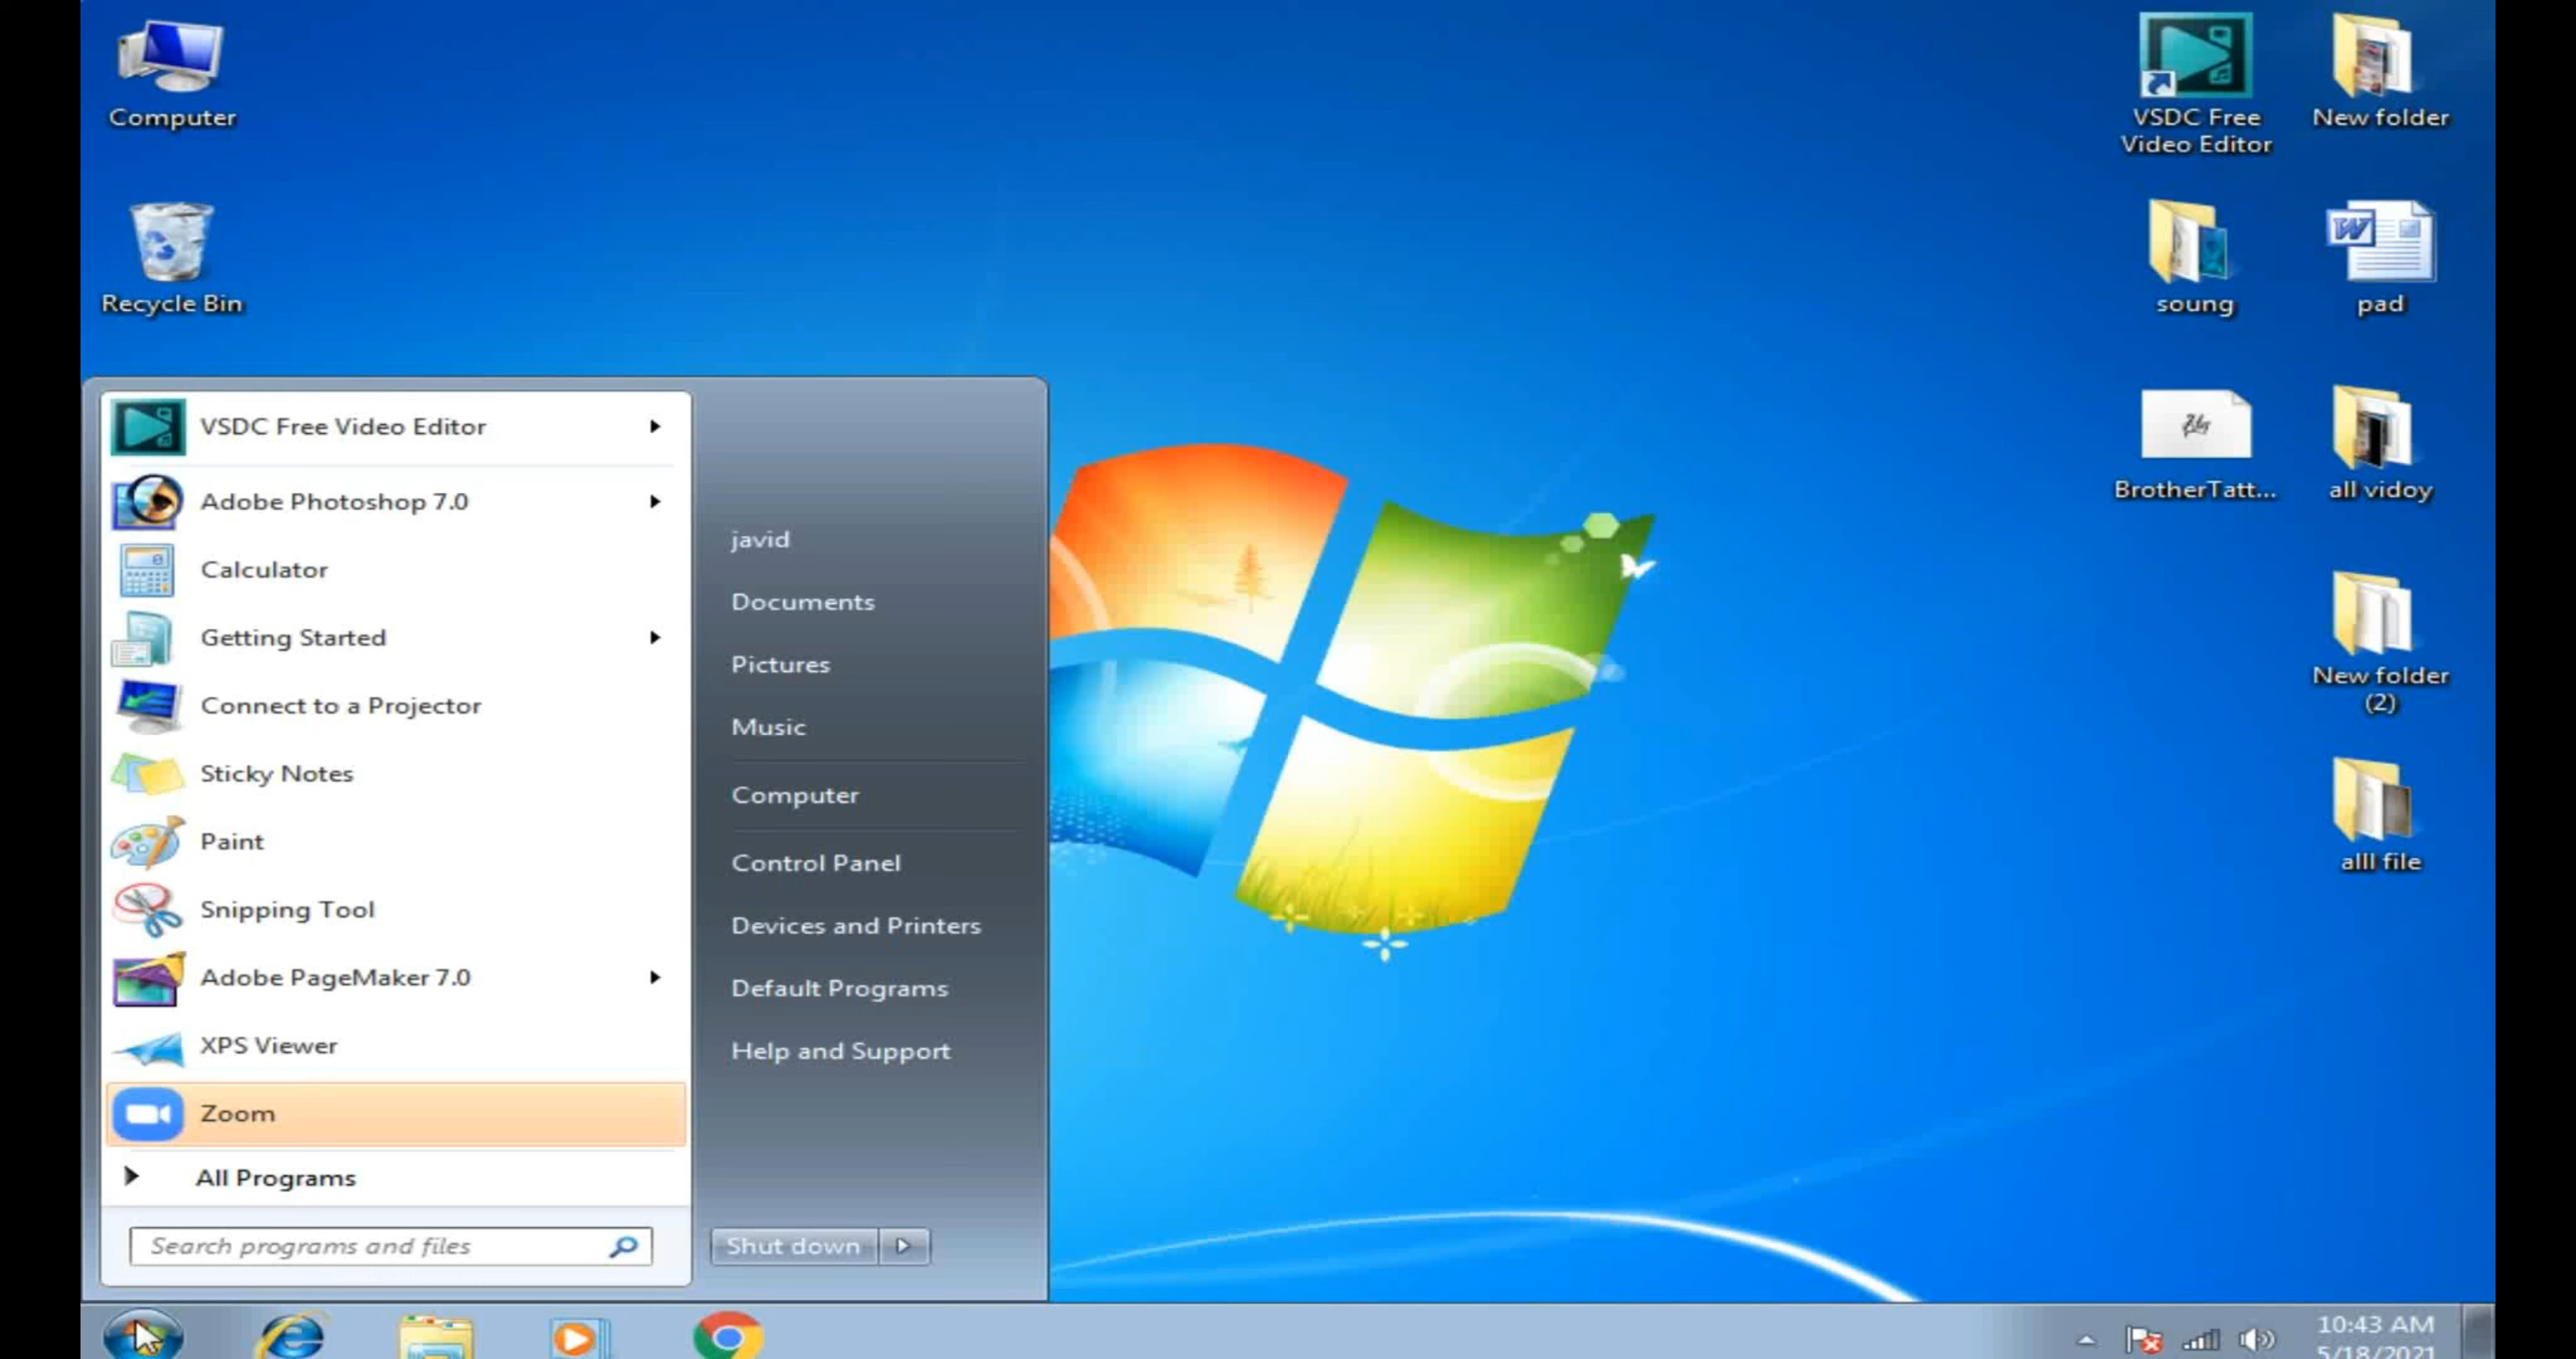 Computer
Recycle Bin
VSDC Free
Video Editor
New folder
soung
pad
BrotherTatt...
all vidoy
New folder
(2)
alll file
VSDC Free Video Editor
Adobe Photoshop 7.0
Calculator
Getting Started
Connect to a Projector
Sticky Notes
Paint
Snipping Tool
Adobe PageMaker 7.0
XPS Viewer
Zoom
All Programs
Search programs and files
javid
Documents
Pictures
Music
Computer
Control Panel
Devices and Printers
Default Programs
Help and Support
Shut down
10:43 AM
5/18/2021